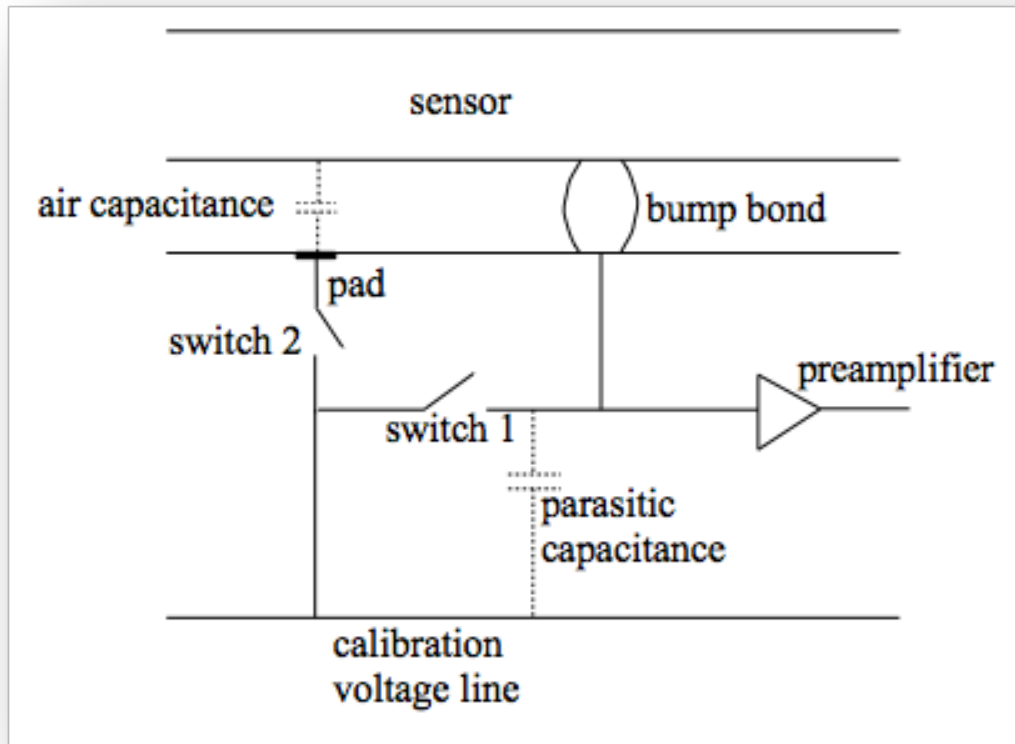 sensor
air capacitance
bump bond
pad
switch 2
preamplifier
switch 1
parasitic
capacitance
calibration
voltage line